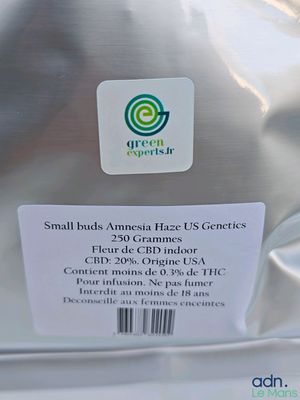 green
experts.fr
Small buds Amnesia Haze US Genetics
250 Grammes
Fleur de CBD indoor
CBD: 20%. Origine USA
Contient moins de 0.3% de THC
Pour infusion. Ne pas fumer
Interdit au moins de 18 ans
Deconseille aux femmes enceintes
adn.
Le Mans